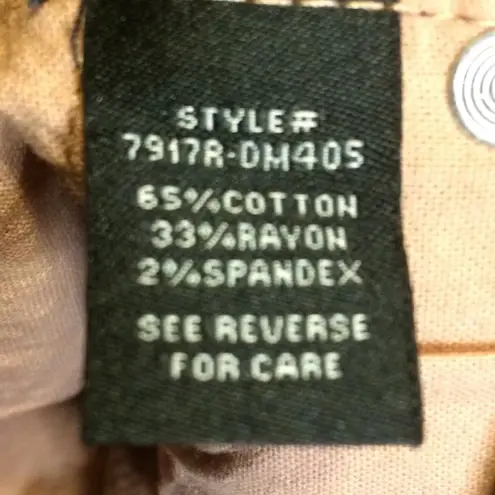 STYLE#
7917R-DM405
65%COTTON
33%RAYON
2%SPANDEX
SEE REVERSE
FOR CARE